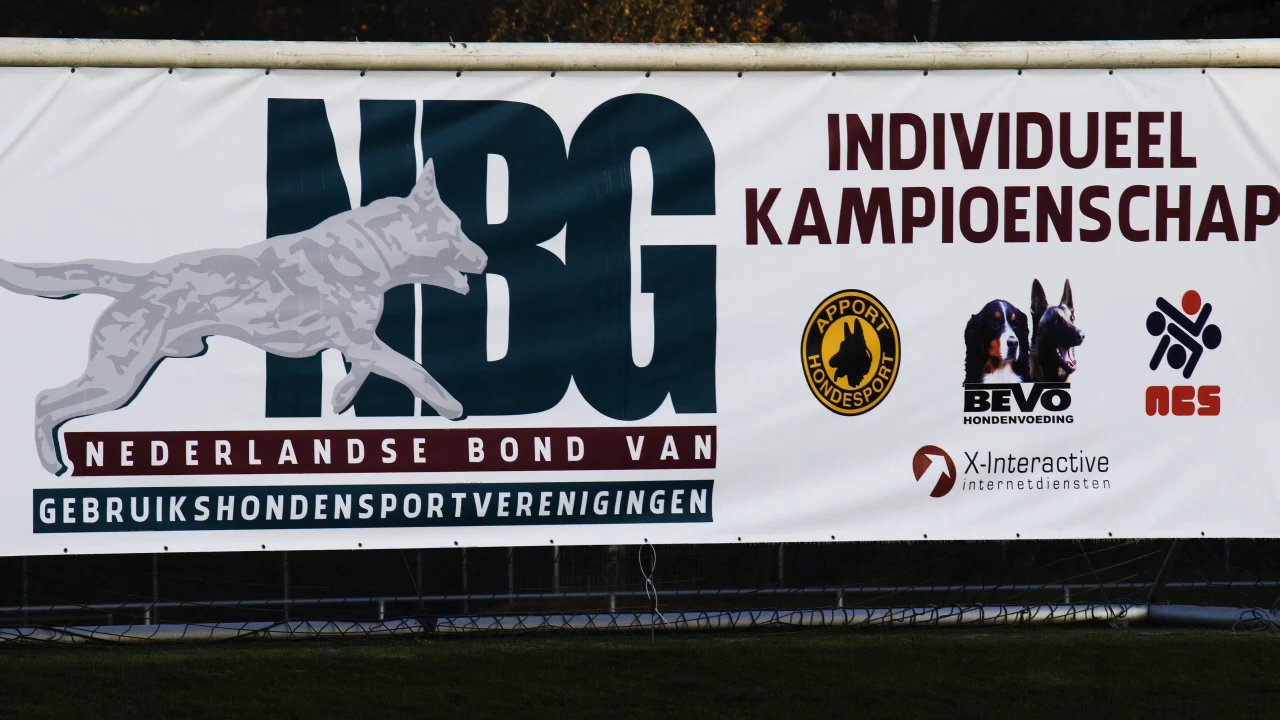 NBG
NEDERLANDSE BOND VAN
GEBRUIKSHONDENSPORTVERENIGINGEN
INDIVIDUEEL
KAMPIOENSCHAP
APPORT
HONDESPORT
BEVO
HONDENVOEDING
NCS
X-Interactive
internetdiensten